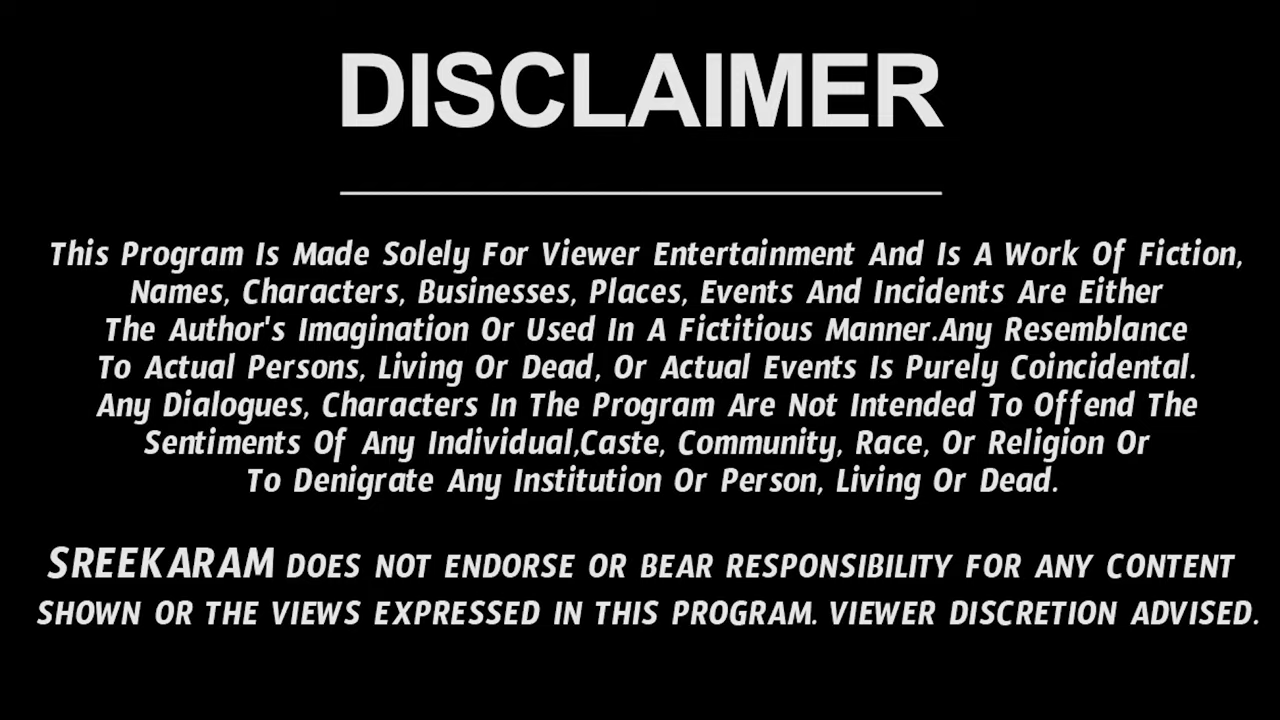 DISCLAIMER
This Program Is Made Solely For Viewer Entertainment And Is A Work Of Fiction,
Names, Characters, Businesses, Places, Events And Incidents Are Either
The Author's Imagination Or Used In A Fictitious Manner.Any Resemblance
To Actual Persons, Living Or Dead, Or Actual Events Is Purely Coincidental.
Any Dialogues, Characters In The Program Are Not Intended To Offend The
Sentiments Of Any Individual,Caste, Community, Race, Or Religion Or
To Denigrate Any Institution Or Person, Living Or Dead.
SREEKARAM DOES NOT ENDORSE OR BEAR RESPONSIBILITY FOR ANY CONTENT
SHOWN OR THE VIEWS EXPRESSED IN THIS PROGRAM. VIEWER DISCRETION ADVISED.